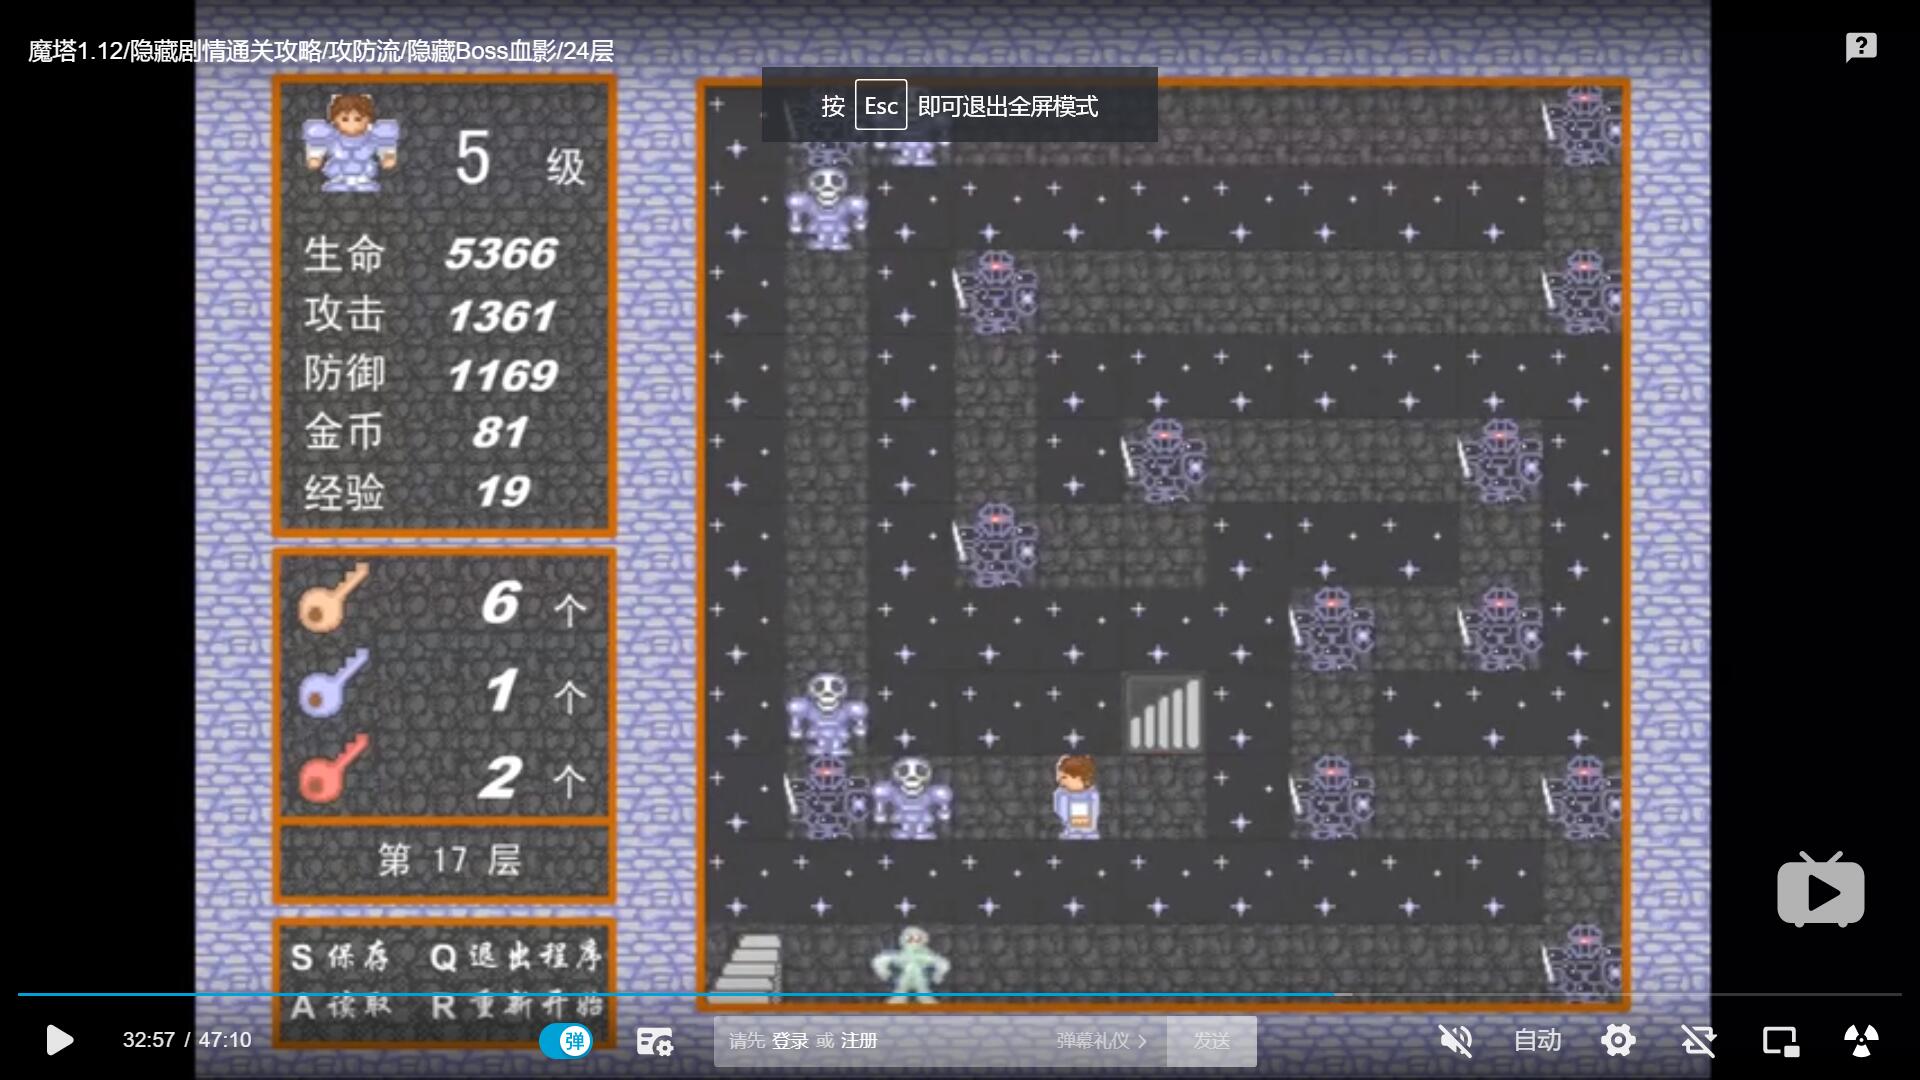 魔塔1.12/隐藏剧情通关攻略/攻防流/隐藏Boss血影/24层
按 Esc 即可退出全屏模式
5 级
生命 5366
攻击 1361
防御 1169
金币 81
经验 19
6 个
1 个
2 个
第 17 层
S 保存 Q 退出程序
A 读取 R 重新开始
32:57 / 47:10
弹
请先 登录 或 注册
弹幕礼仪 >
发送
自动